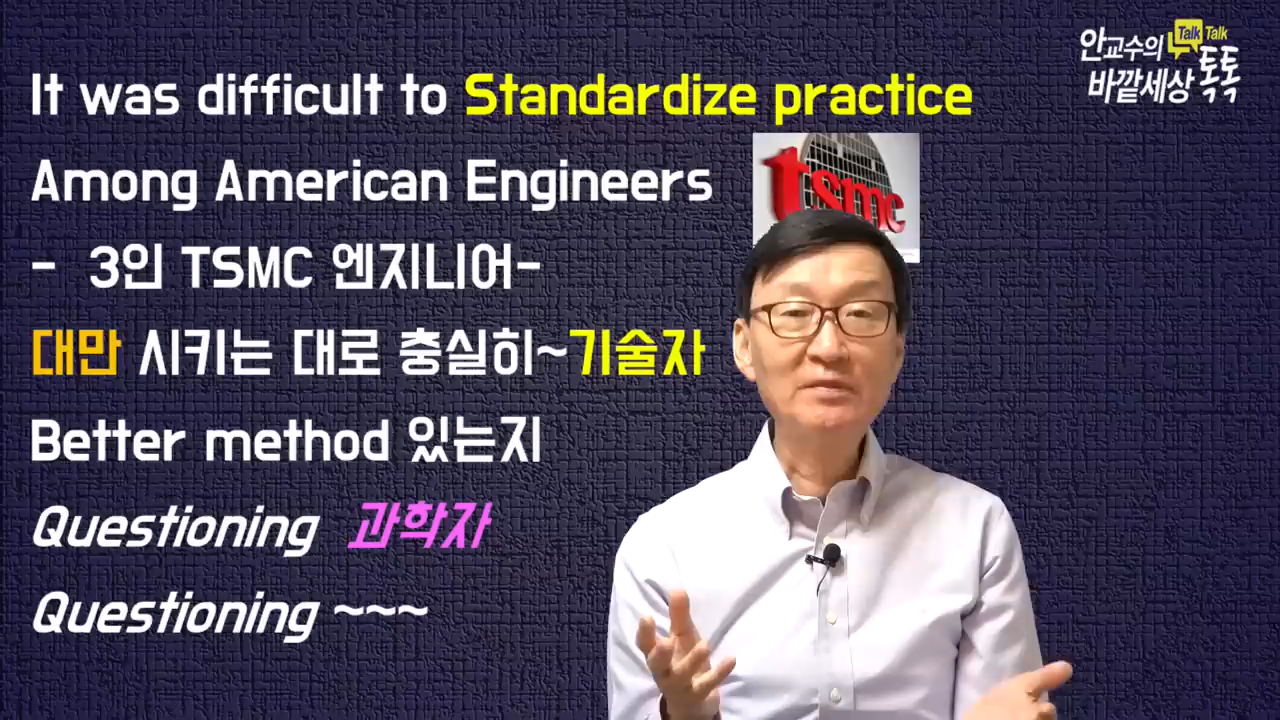 It was difficult to Standardize practice
Among American Engineers
- 3인 TSMC 엔지니어-
대만 시키는 대로 충실히~기술자
Better method 있는지
Questioning 과학자
Questioning ~~~
안교수의 Talk Talk
바깥세상 톡톡
tsmc